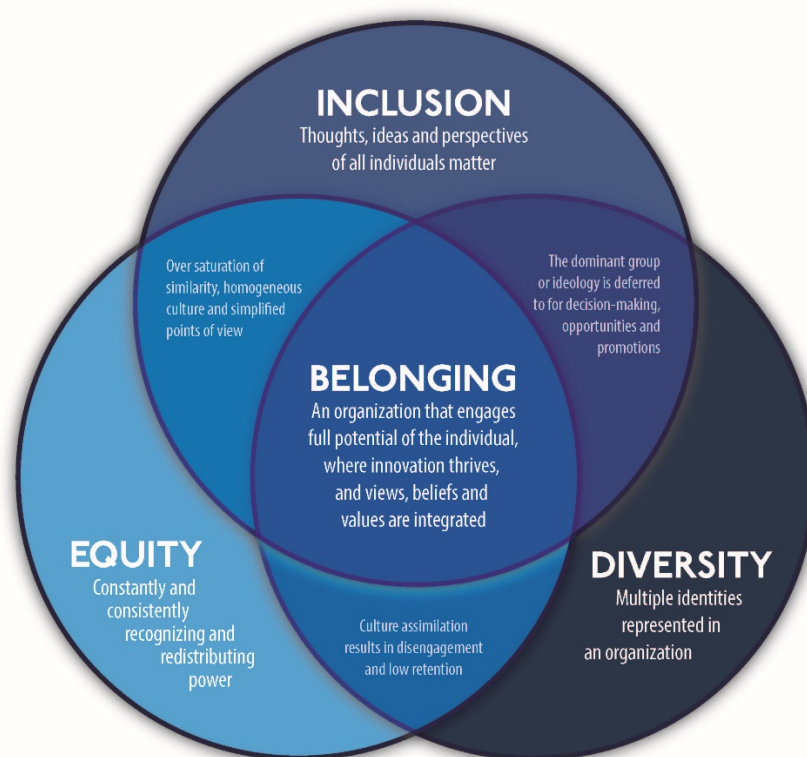 INCLUSION
Thoughts, ideas and perspectives
of all individuals matter
Over saturation of
similarity, homogeneous
culture and simplified
points of view
The dominant group
or ideology is deferred
to for decision-making,
opportunities and
promotions
BELONGING
An organization that engages
full potential of the individual,
where innovation thrives,
and views, beliefs and
values are integrated
EQUITY
Constantly and
consistently
recognizing and
redistributing
power
Culture assimilation
results in disengagement
and low retention
DIVERSITY
Multiple identities
represented in
an organization